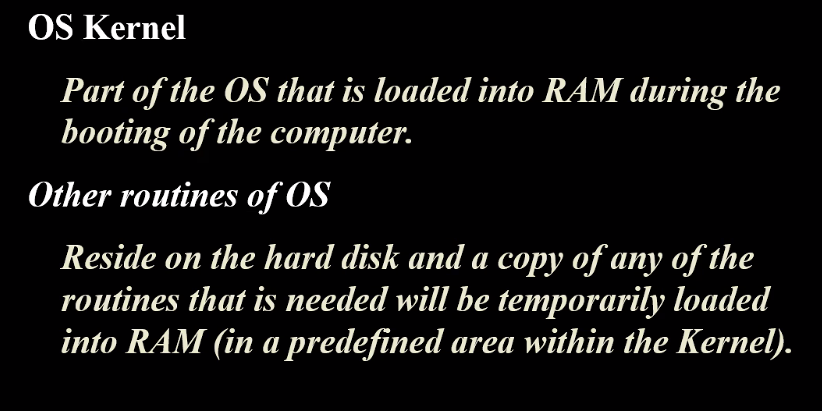 OS Kernel
Part of the OS that is loaded into RAM during the
booting of the computer.
Other routines of OS
Reside on the hard disk and a copy of any of the
routines that is needed will be temporarily loaded
into RAM (in a predefined area within the Kernel).